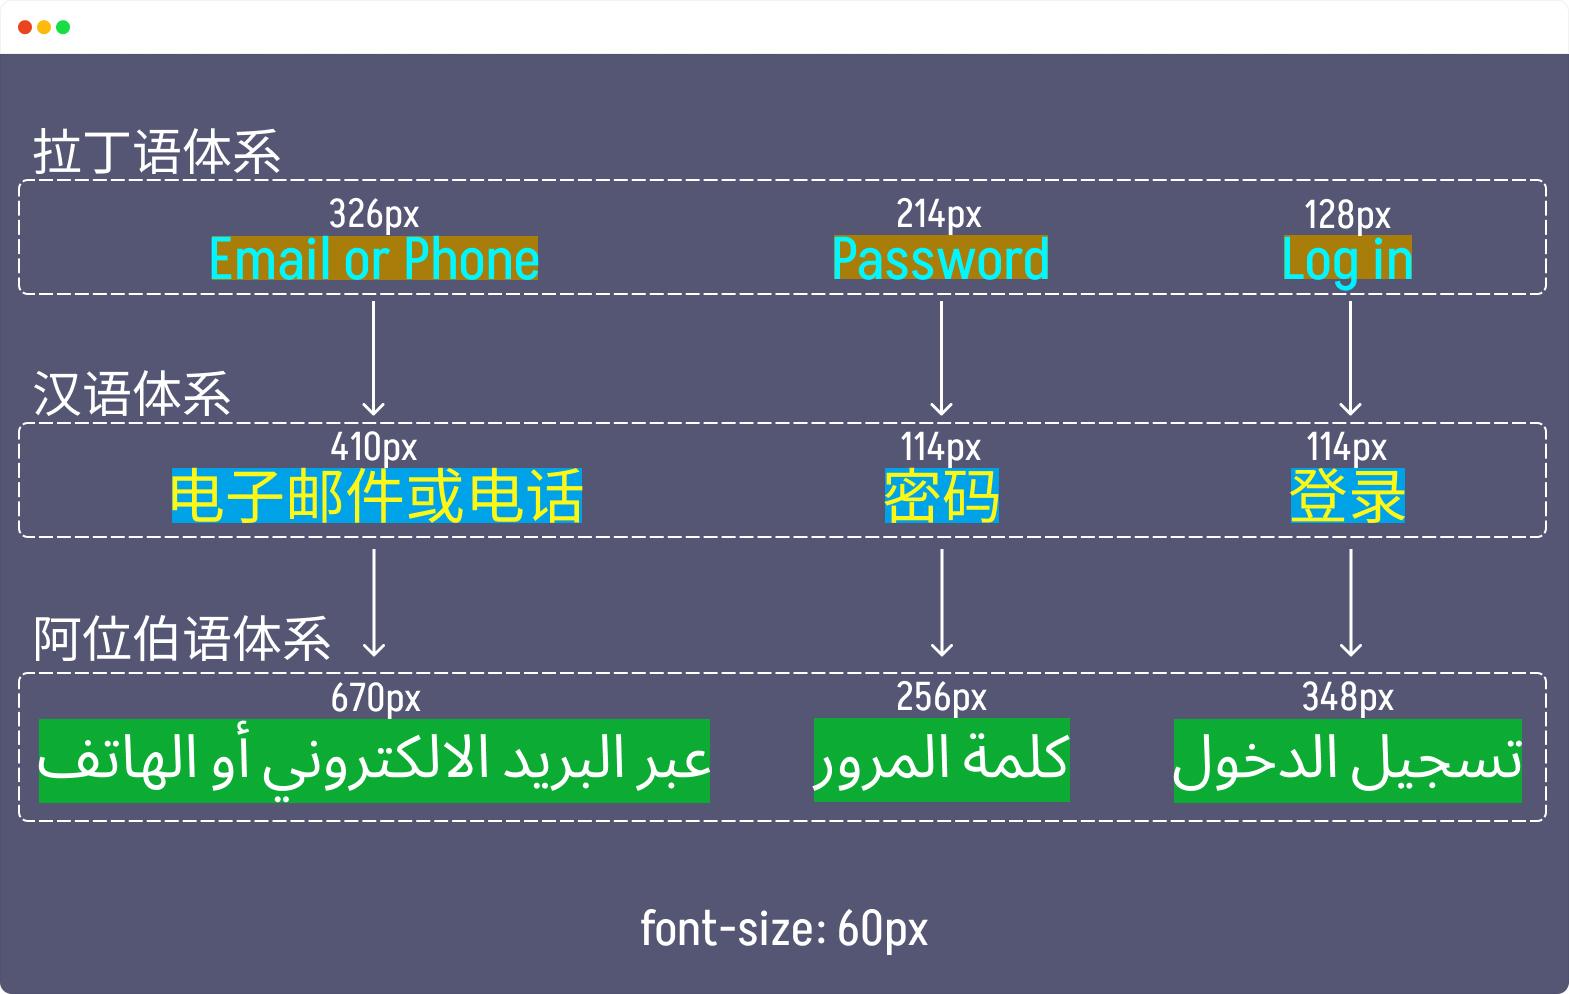 拉丁语体系
326px 214px 128px
Email or Phone Password Log in
汉语体系
410px 114px 114px
电子邮件或电话 密码 登录
阿拉伯语体系
670px 256px 348px
عبر البريد الالكتروني أو الهاتف كلمة المرور تسجيل الدخول
font-size: 60px